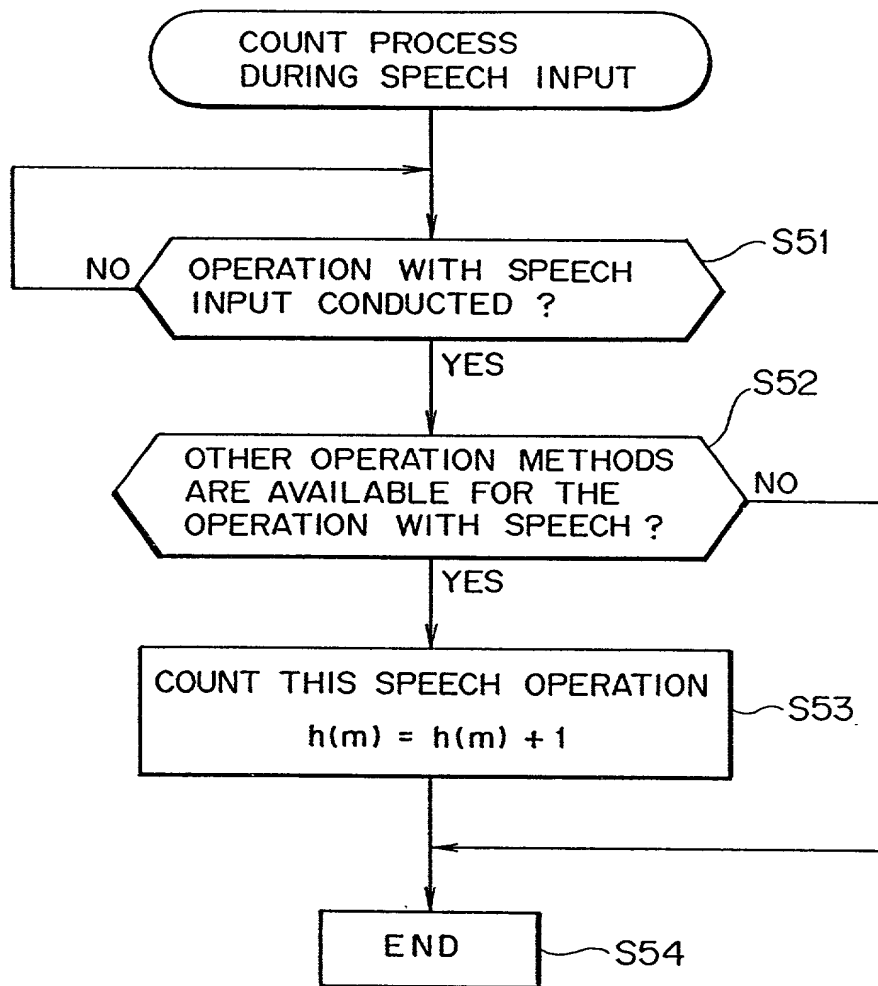 COUNT PROCESS
DURING SPEECH INPUT
S51
NO
OPERATION WITH SPEECH
INPUT CONDUCTED ?
YES
S52
OTHER OPERATION METHODS
ARE AVAILABLE FOR THE
OPERATION WITH SPEECH ?
NO
YES
COUNT THIS SPEECH OPERATION
h(m) = h(m) + 1
S53
END
S54